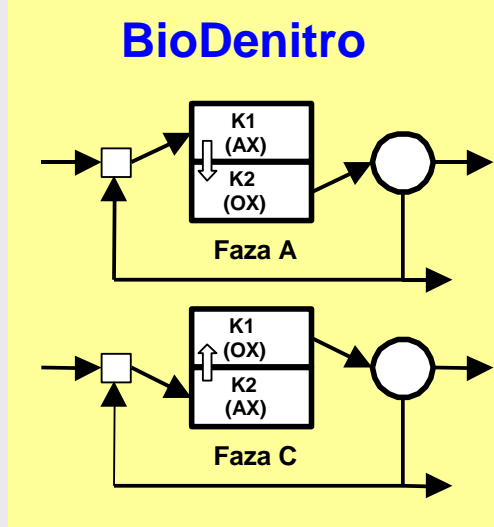 BioDenitro
K1
(AX)
K2
(OX)
Faza A
K1
(OX)
K2
(AX)
Faza C